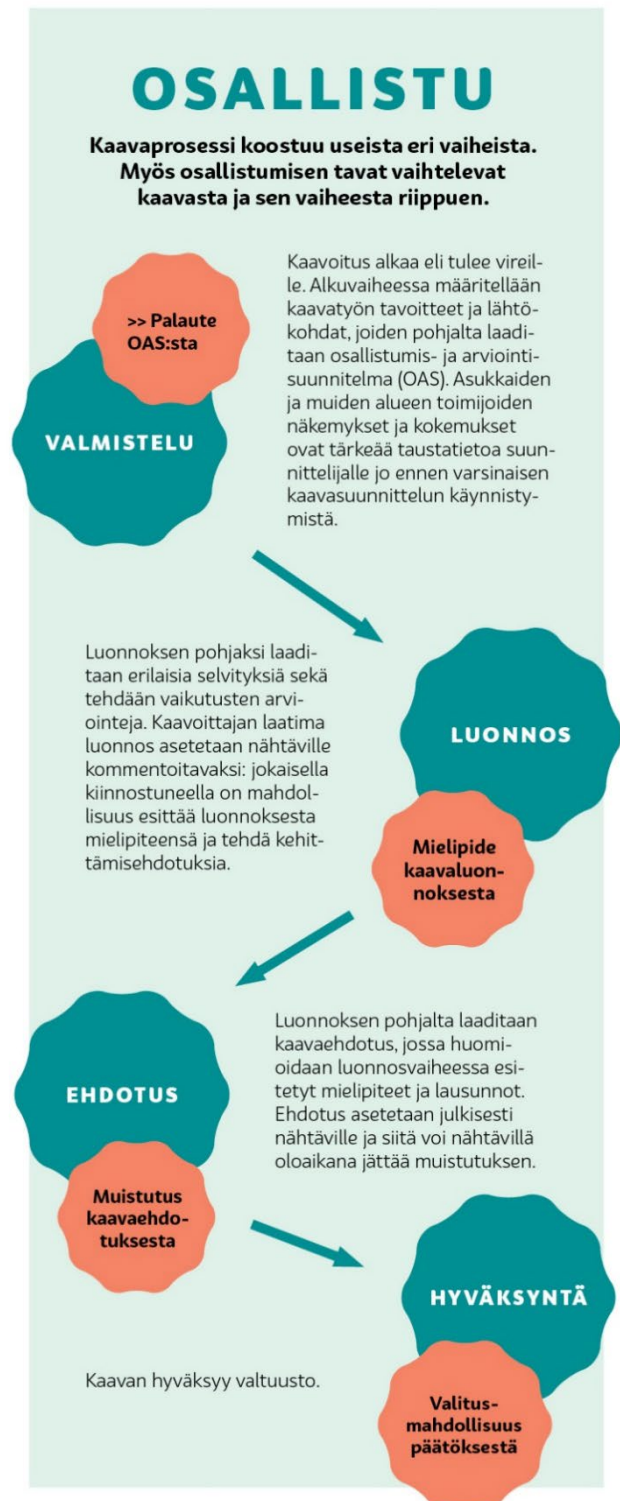 OSALLISTU
Kaavaprosessi koostuu useista eri vaiheista.
Myös osallistumisen tavat vaihtelevat
kaavasta ja sen vaiheesta riippuen.
>> Palaute
OAS:sta
VALMISTELU
Kaavoitus alkaa eli tulee vireil-
le. Alkuvaiheessa määritellään
kaavatyön tavoitteet ja lähtö-
kohdat, joiden pohjalta laadi-
taan osallistumis- ja arviointi-
suunnitelma (OAS). Asukkaiden
ja muiden alueen toimijoiden
näkemykset ja kokemukset
ovat tärkeää taustatietoa suun-
nittelijalle jo ennen varsinaisen
kaavasuunnittelun käynnisty-
mistä.
Luonnoksen pohjaksi laadi-
taan erilaisia selvityksiä sekä
tehdään vaikutusten arvi-
ointeja. Kaavoittajan laatima
luonnos asetetaan nähtäville
kommentoitavaksi: jokaisella
kiinnostuneella on mahdol-
lisuus esittää luonnoksesta
mielipiteensä ja tehdä kehit-
tämisehdotuksia.
LUONNOS
Mielipide
kaavaluon-
noksesta
EHDOTUS
Muistutus
kaavaehdo-
tuksesta
Luonnoksen pohjalta laaditaan
kaavaehdotus, jossa huomi-
oidaan luonnosvaiheessa esi-
tetyt mielipiteet ja lausunnot.
Ehdotus asetetaan julkisesti
nähtäville ja siitä voi nähtävillä
oloaikana jättää muistutuksen.
HYVÄKSYNTÄ
Kaavan hyväksyy valtuusto.
Valitus-
mahdollisuus
päätöksestä